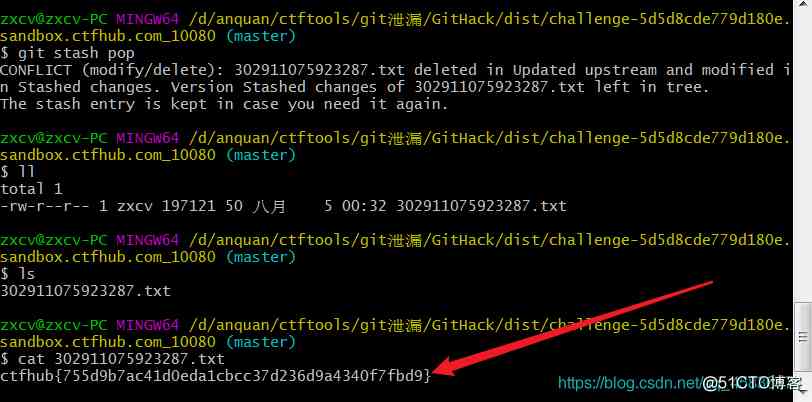 zxcv@zxcv-PC MINGW64 /d/anquan/ctftools/git泄漏/GitHack/dist/challenge-5d5d8cde779d180e.
sandbox.ctfhub.com_10080 (master)
$ git stash pop
CONFLICT (modify/delete): 302911075923287.txt deleted in Updated upstream and modified i
n Stashed changes. Version Stashed changes of 302911075923287.txt left in tree.
The stash entry is kept in case you need it again.
zxcv@zxcv-PC MINGW64 /d/anquan/ctftools/git泄漏/GitHack/dist/challenge-5d5d8cde779d180e.
sandbox.ctfhub.com_10080 (master)
$ ll
total 1
-rw-r--r-- 1 zxcv 197121 50 八月    5 00:32 302911075923287.txt
zxcv@zxcv-PC MINGW64 /d/anquan/ctftools/git泄漏/GitHack/dist/challenge-5d5d8cde779d180e.
sandbox.ctfhub.com_10080 (master)
$ ls
302911075923287.txt
zxcv@zxcv-PC MINGW64 /d/anquan/ctftools/git泄漏/GitHack/dist/challenge-5d5d8cde779d180e.
sandbox.ctfhub.com_10080 (master)
$ cat 302911075923287.txt
ctfhub{755d9b7ac41d0eda1cbcc37d236d9a4340f7fbd9}
https://blog.csdn.net/
@51CTO博客